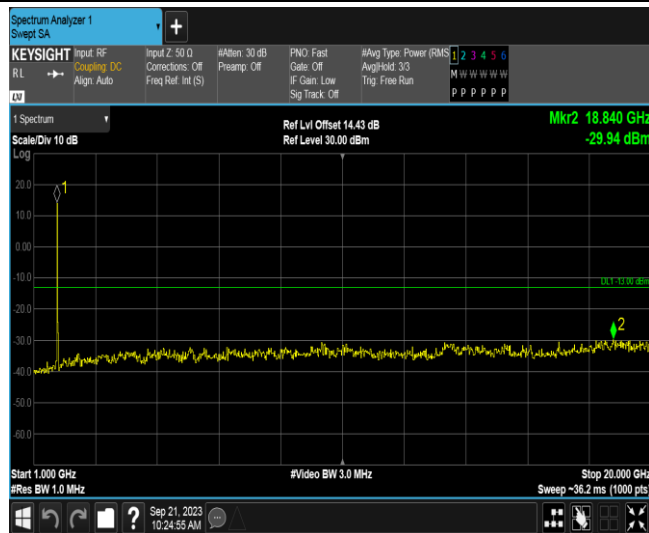 Spectrum Analyzer 1
Swept SA
+
KEYSIGHT
RL
LXI
Input: RF
Coupling: DC
Align: Auto
Input Z: 50 Ω
Corrections: Off
Freq Ref: Int (S)
#Atten: 30 dB
Preamp: Off
PNO: Fast
Gate: Off
IF Gain: Low
Sig Track: Off
#Avg Type: Power (RMS
Avg|Hold: 3/3
Trig: Free Run
1 2 3 4 5 6
M W W W W W
P P P P P P
1 Spectrum
Scale/Div 10 dB
Ref Lvl Offset 14.43 dB
Ref Level 30.00 dBm
Mkr2 18.840 GHz
-29.94 dBm
Log
20.0
10.0
0.00
-10.0
-20.0
-30.0
-40.0
-50.0
-60.0
1
DL1 -13.00 dBm
2
Start 1.000 GHz
#Res BW 1.0 MHz
#Video BW 3.0 MHz
Stop 20.000 GHz
Sweep ~36.2 ms (1000 pts)
?
Sep 21, 2023
10:24:55 AM